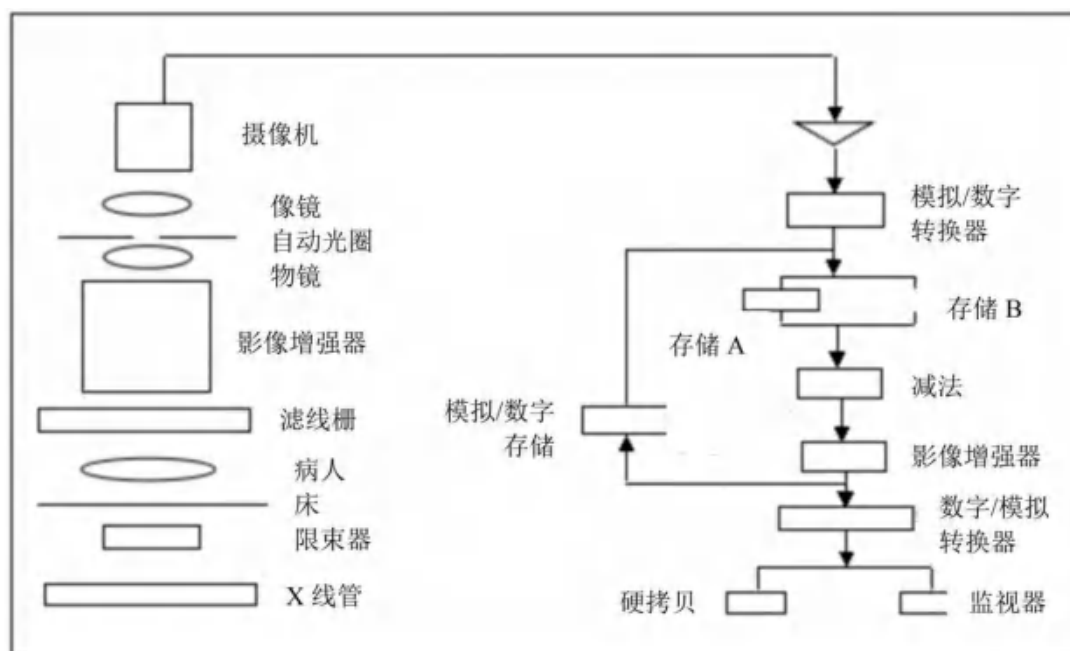 摄像机
像镜
自动光圈
物镜
影像增强器
滤线栅
病人
床
限束器
X 线管
模拟/数字
转换器
存储 B
存储 A
减法
模拟/数字
存储
影像增强器
数字/模拟
转换器
硬拷贝
监视器